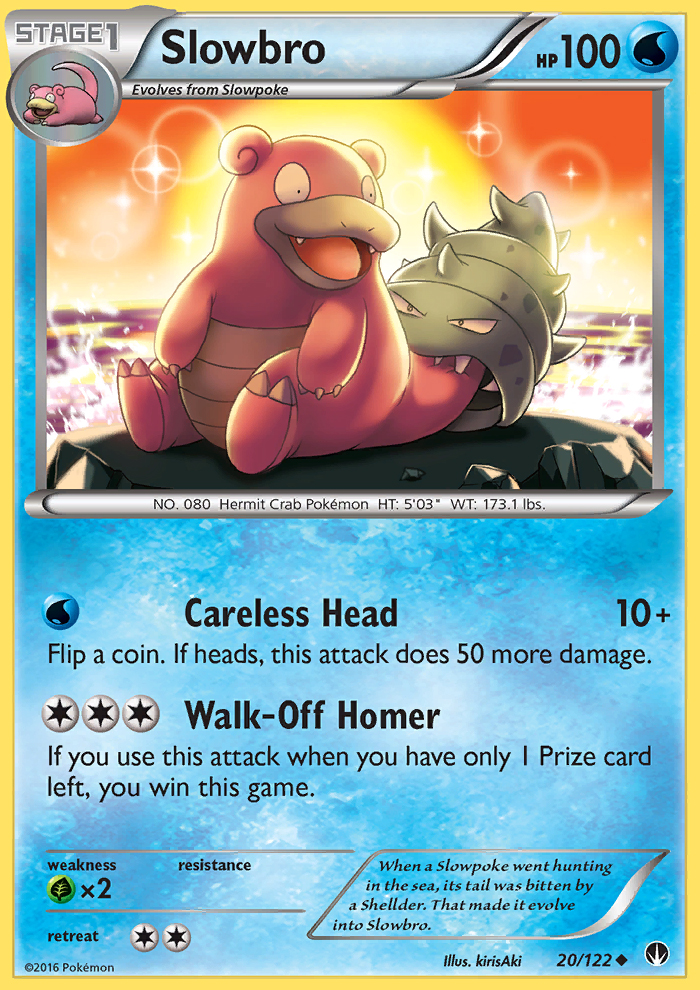 STAGE1
Slowbro
HP100
Evolves from Slowpoke
NO. 080 Hermit Crab Pokémon HT: 5'03" WT: 173.1 lbs.
Careless Head 10+
Flip a coin. If heads, this attack does 50 more damage.
Walk-Off Homer
If you use this attack when you have only 1 Prize card
left, you win this game.
weakness resistance
×2
retreat
When a Slowpoke went hunting
in the sea, its tail was bitten by
a Shellder. That made it evolve
into Slowbro.
Illus. kirisAki 20/122
©2016 Pokémon